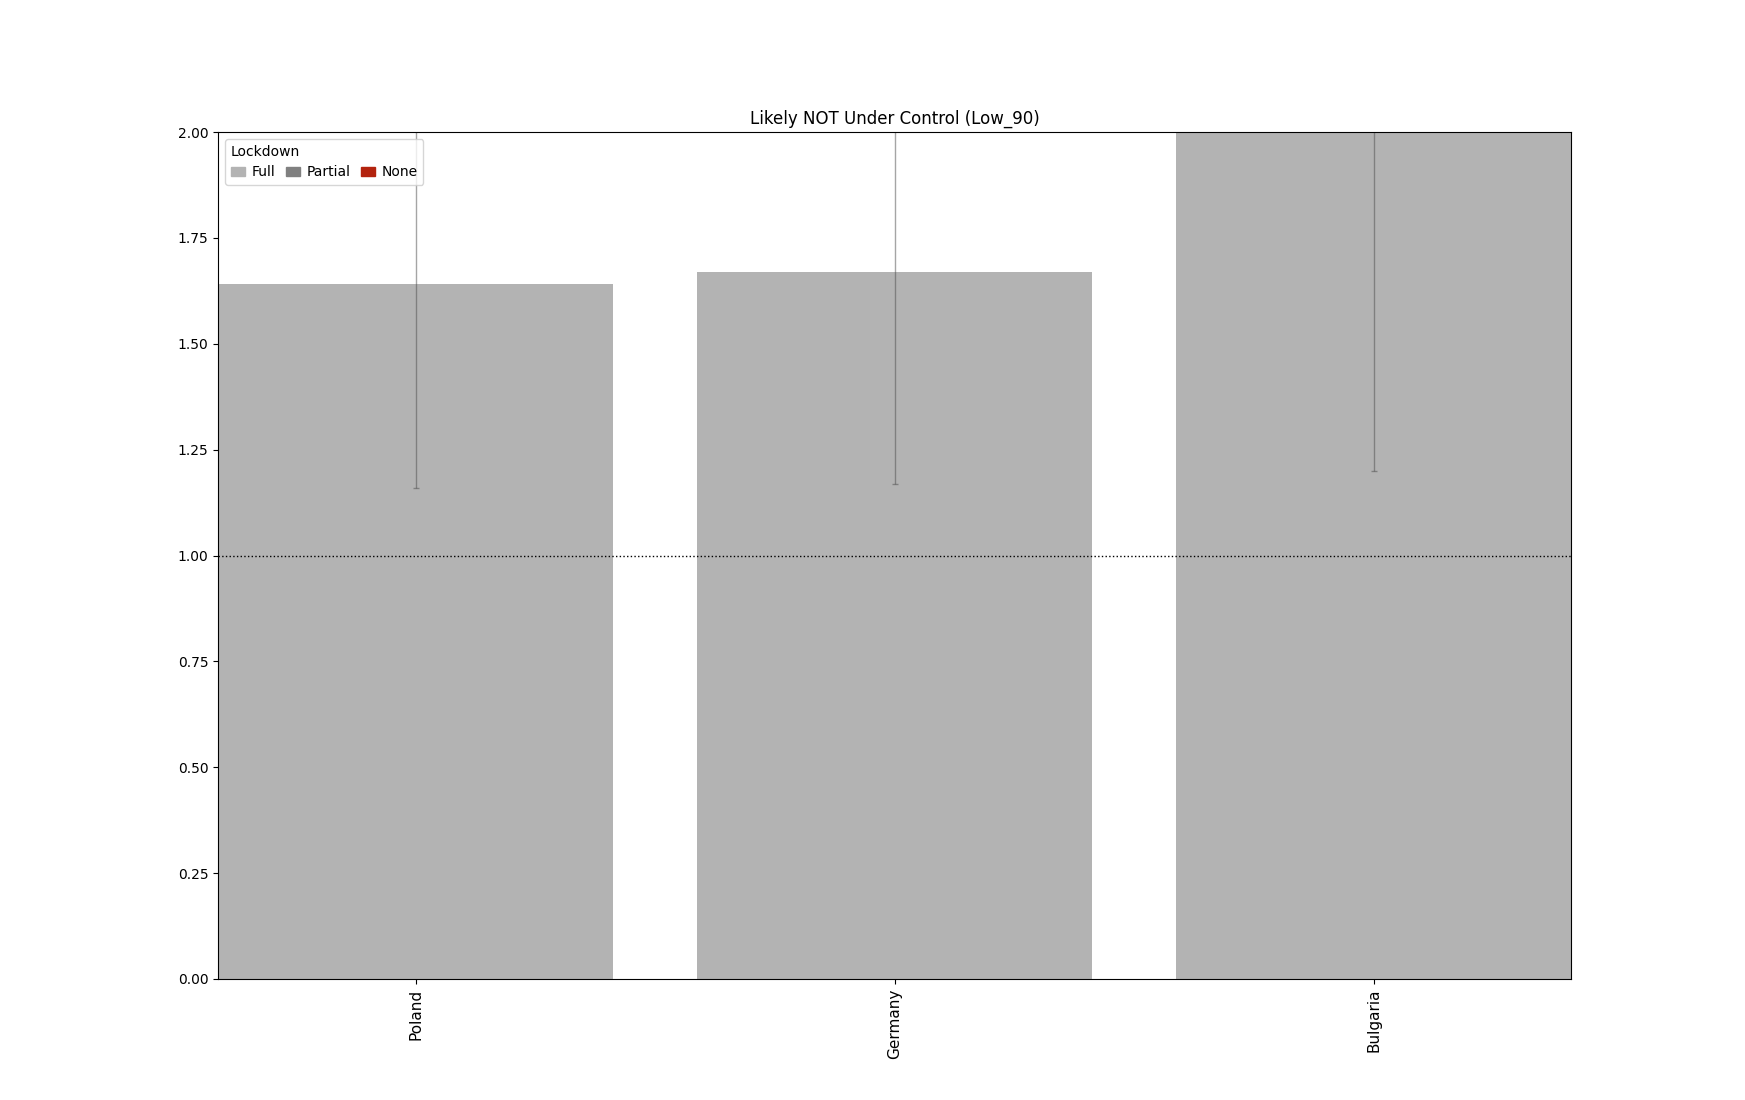 Likely NOT Under Control (Low_90)
2.00
Lockdown
Full Partial None
1.75
1.50
1.25
1.00
0.75
0.50
0.25
0.00
Poland
Germany
Bulgaria